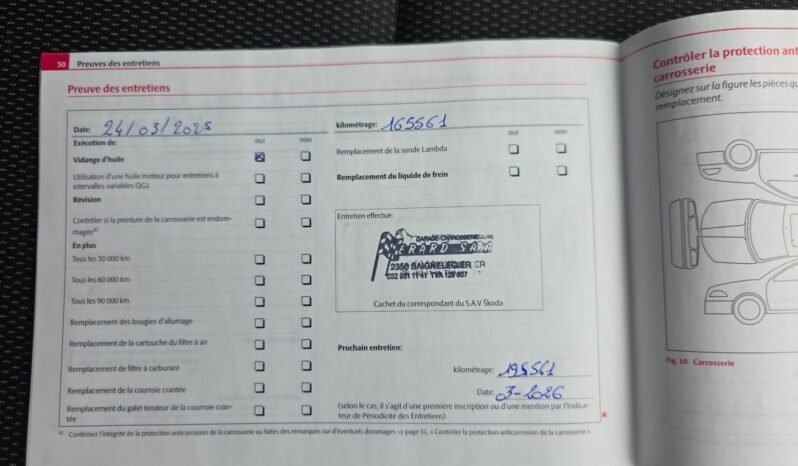 30 Preuves des entretiens
Preuve des entretiens
Date: 24/03/2025
Exécution de: oui non
Vidange d'huile
Utilisation d'une huile moteur pour entretiens à
intervalles variables QG1
Révision
Contrôler si la peinture de la carrosserie est endom-
magée a)
En plus
Tous les 30 000 km
Tous les 60 000 km
Tous les 90 000 km
Remplacement des bougies d'allumage
Remplacement de la cartouche du filtre à air
Remplacement de filtre à carburant
Remplacement de la courroie crantée
Remplacement du galet tendeur de la courroie cran-
tée
kilométrage: 165561
oui non
Remplacement de la sonde Lambda
Remplacement du liquide de frein
Entretien effectué:
GARAGE-CARROSSERIE
ERARD
2350 SAIGNELEGIER
Cachet du correspondant du S.A.V Škoda
Prochain entretien:
kilométrage: 195561
Date: 3-2026
(selon le cas, il s'agit d'une première inscription ou d'une mention par l'Indica-
teur de Périodicité des Entretiens)
a) Confirmez l'intégrité de la protection anticorrosion de la carrosserie ou faites des remarques sur d'éventuels dommages ⇒ page 31, « Contrôler la protection anticorrosion de la carrosserie ».
Contrôler la protection
carrosserie
Désignez sur la figure les pièces
remplacement.
Fig. 10 Carrosserie